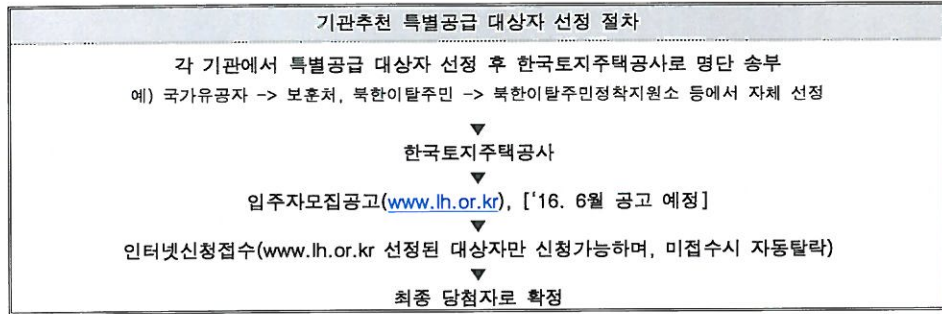 기관추천 특별공급 대상자 선정 절차
각 기관에서 특별공급 대상자 선정 후 한국토지주택공사로 명단 송부
예) 국가유공자 -> 보훈처, 북한이탈주민 -> 북한이탈주민정착지원소 등에서 자체 선정
▼
한국토지주택공사
▼
입주자모집공고(www.lh.or.kr), [‘16. 6월 공고 예정]
▼
인터넷신청접수(www.lh.or.kr 선정된 대상자만 신청가능하며, 미접수시 자동탈락)
▼
최종 당첨자로 확정